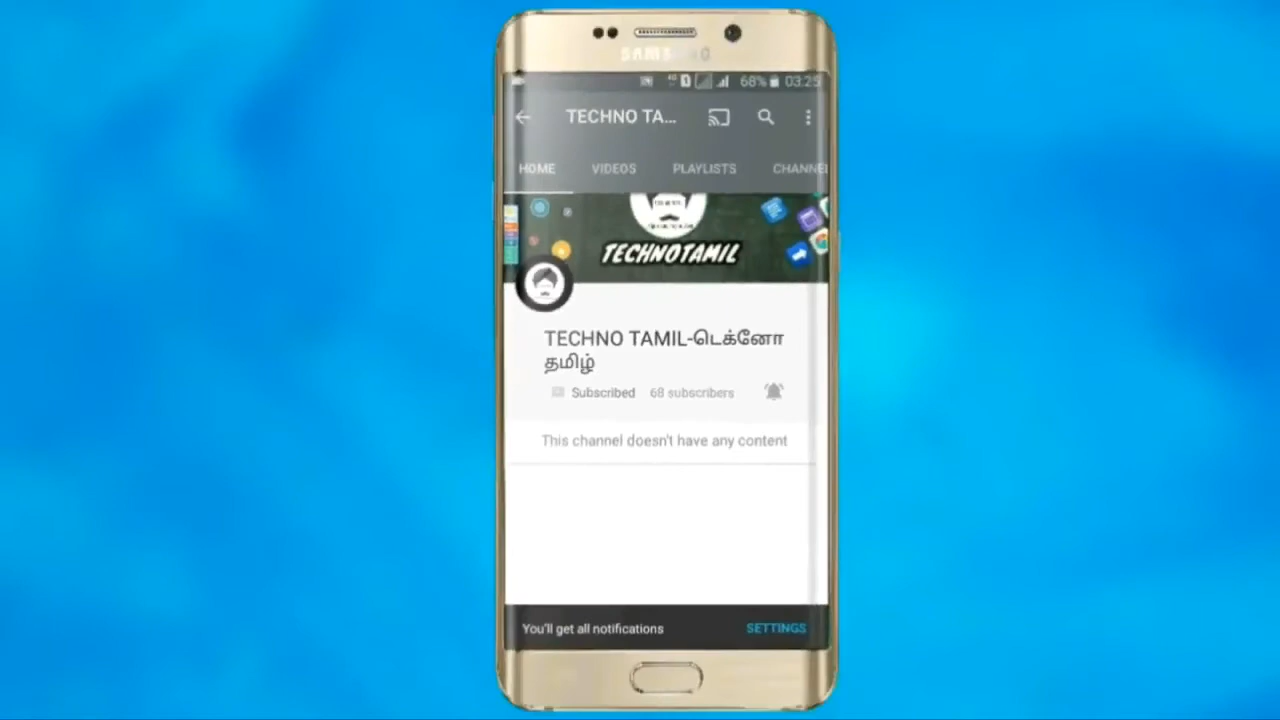 SAMSUNG
68% 03:25
TECHNO TA...
HOME VIDEOS PLAYLISTS CHANNEL
TECHNOTAMIL
TECHNO TAMIL-டெக்னோ
தமிழ்
Subscribed 68 subscribers
This channel doesn't have any content
You'll get all notifications SETTINGS